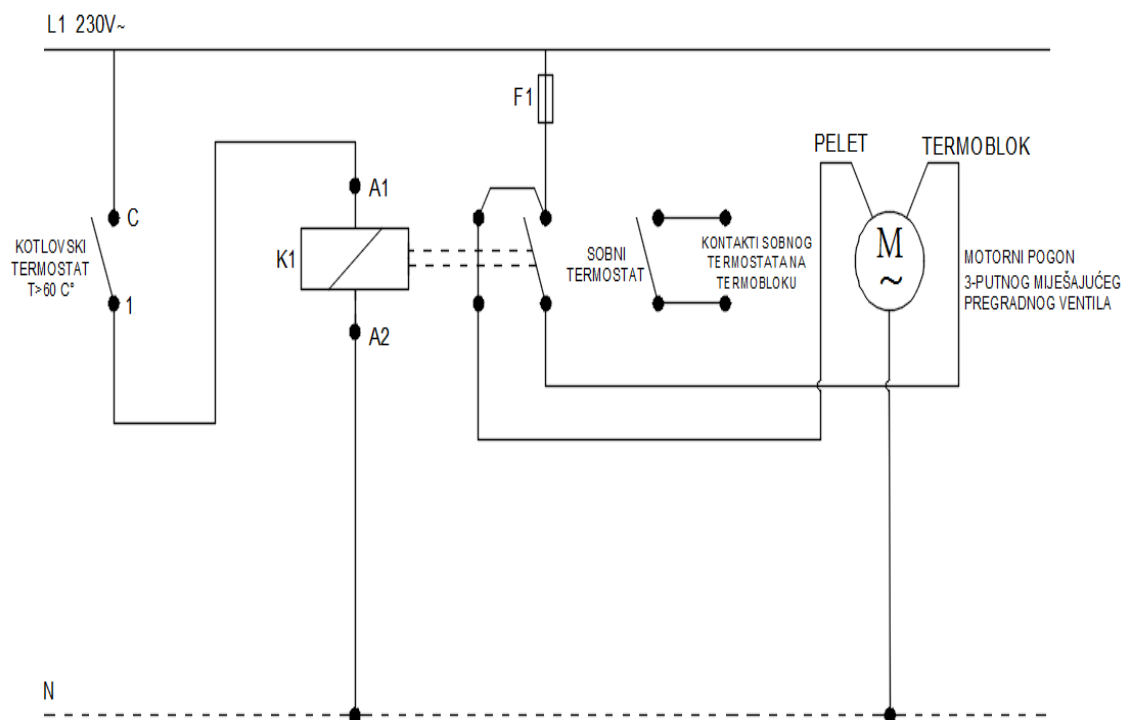 L1 230V~
F1
PELET
TERMOBLOK
A1
C
KOTLOVSKI
TERMOSTAT
T>60 C°
K1
SOBNI
TERMOSTAT
KONTAKTI SOBNOG
TERMOSTATA NA
TERMOBLOKU
M
~
MOTORNI POGON
3-PUTNOG MIJEŠAJUĆEG
PREGRADNOG VENTILA
1
A2
N